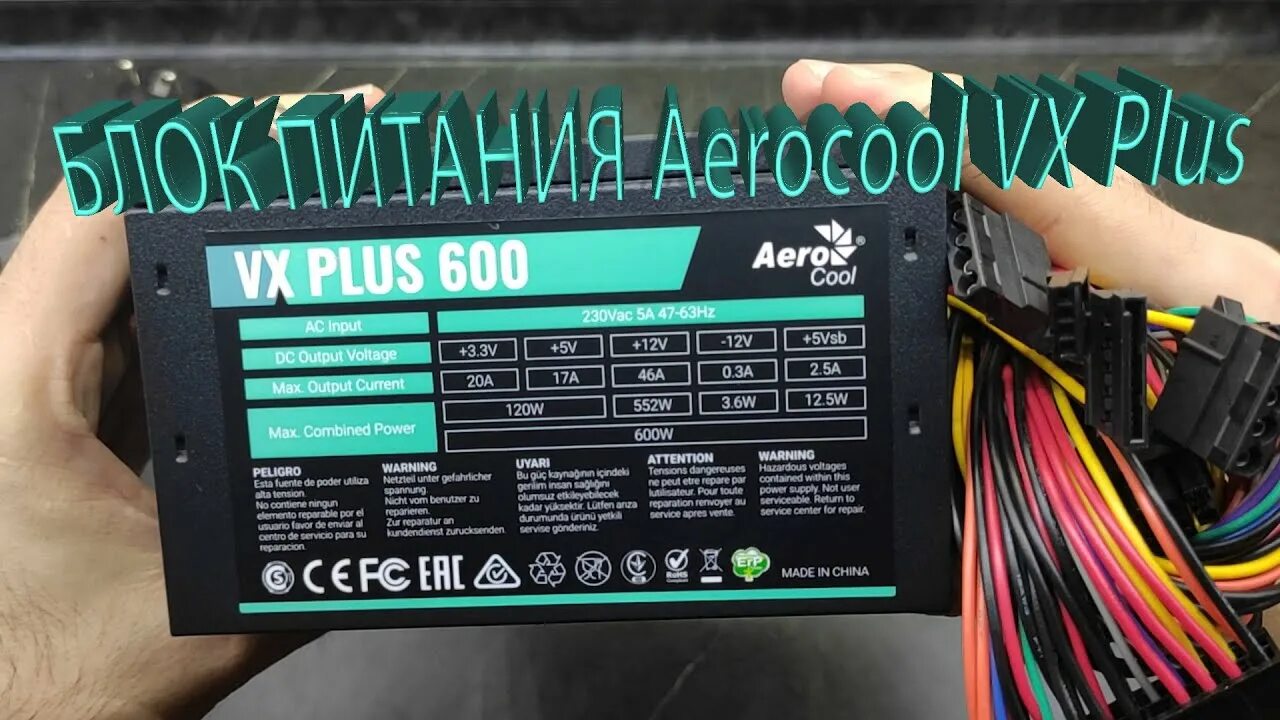 БЛОК ПИТАНИЯ Aerocool VX Plus
VX PLUS 600
Aero Cool®
AC Input 230Vac 5A 47-63Hz
DC Output Voltage +3.3V +5V +12V -12V +5Vsb
Max. Output Current 20A 17A 46A 0.3A 2.5A
Max. Combined Power 120W 552W 3.6W 12.5W
600W
PELIGRO
Esta fuente de poder utiliza
alta tension.
No contiene ningun
elemento reparable por el
usuario favor de enviar al
centro de servicio para su
reparacion.
WARNING
Netzteil unter gefahrlicher
spannung.
Nicht vom benutzer zu
reparieren.
Zur reparatur an
kundendienst zurucksenden.
UYARI
Bu güç kaynağının içindeki
gerilim insan sağlığını
olumsuz etkileyebilecek
kadar yüksektir. Lütfen arıza
durumunda ürünü yetkili
servise gönderiniz.
ATTENTION
Tensions dangereuses
ne peut etre repare par
lutilisateur. Pour toute
reparation renvoyer au
service apres vente.
WARNING
Hazardous voltages
contained within this
power supply. Not user
serviceable. Return to
service center for repair.
S CE FC EAC RoHS ErP MADE IN CHINA